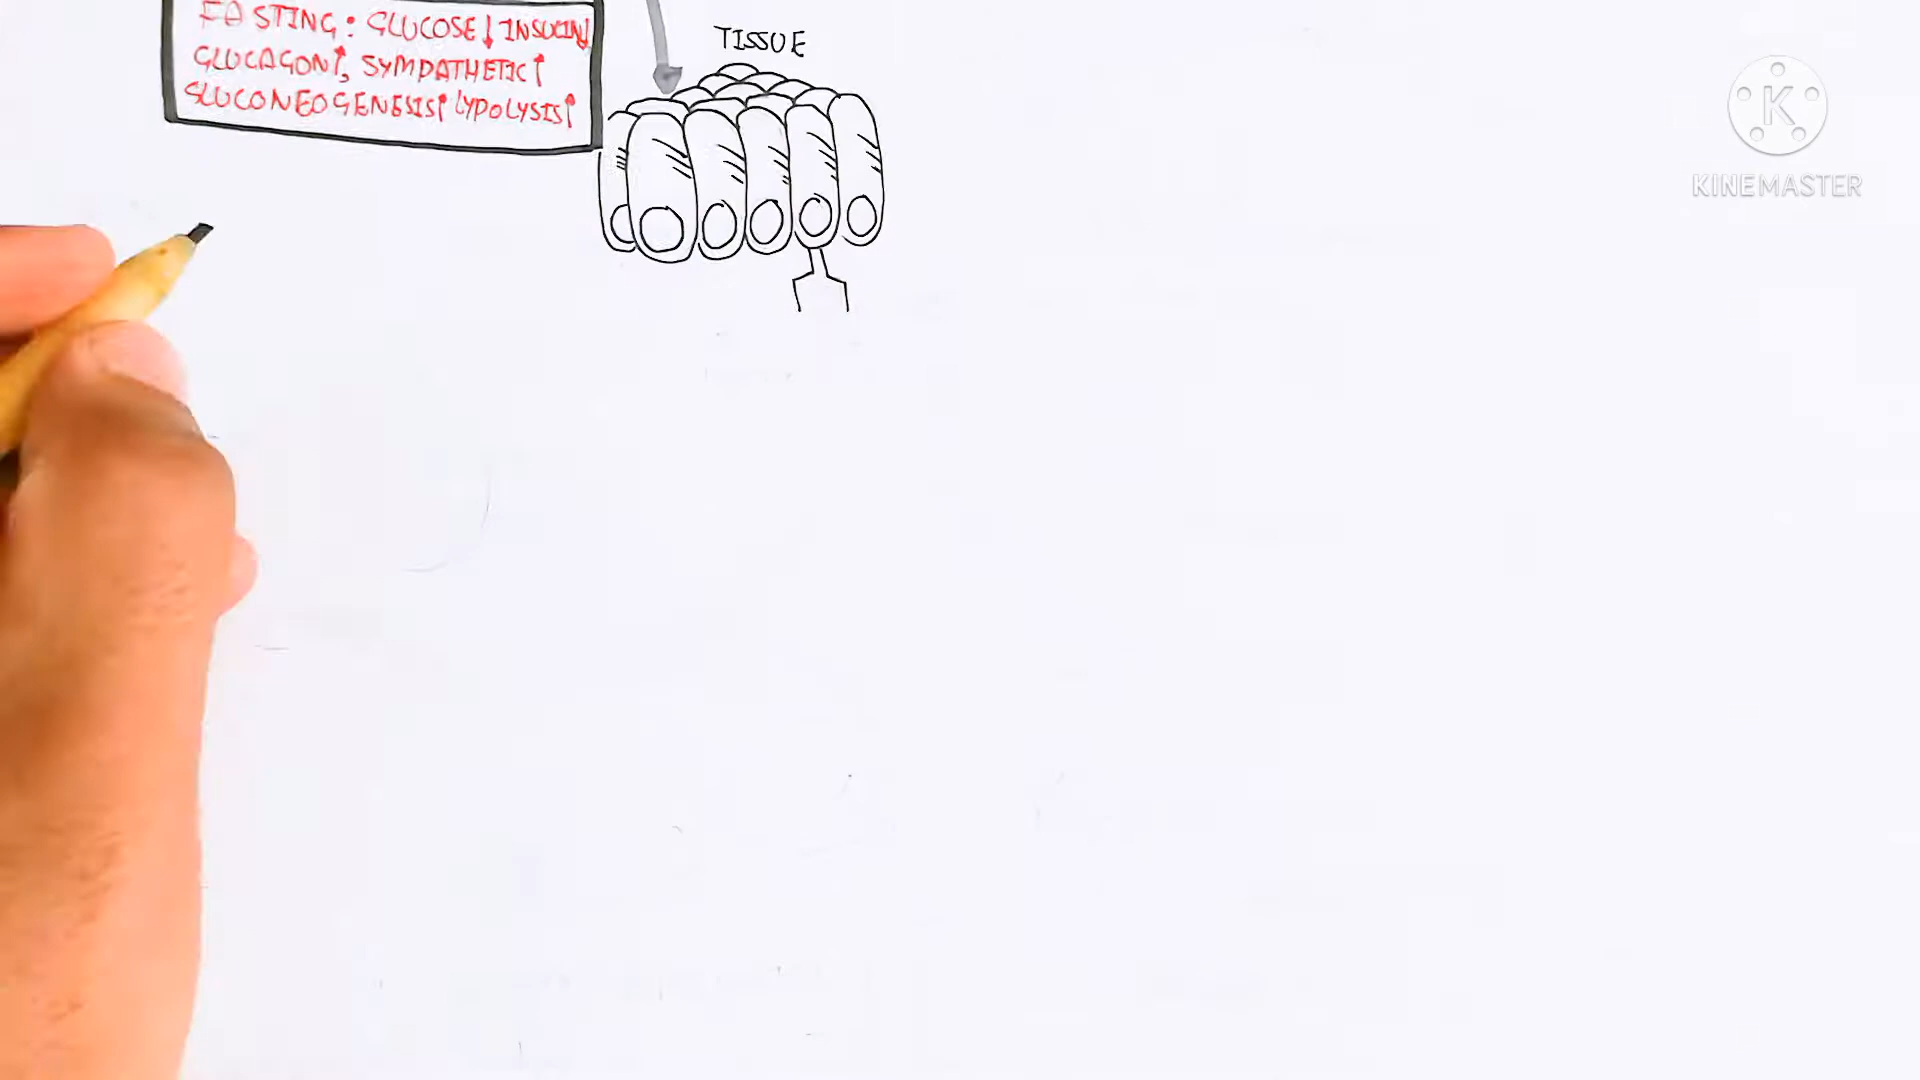 FASTING: GLUCOSE↓ INSULIN↓
GLUCAGON↑, SYMPATHETIC↑
GLUCONEOGENESIS↑ LYPOLYSIS↑
TISSUE
K
KINEMASTER